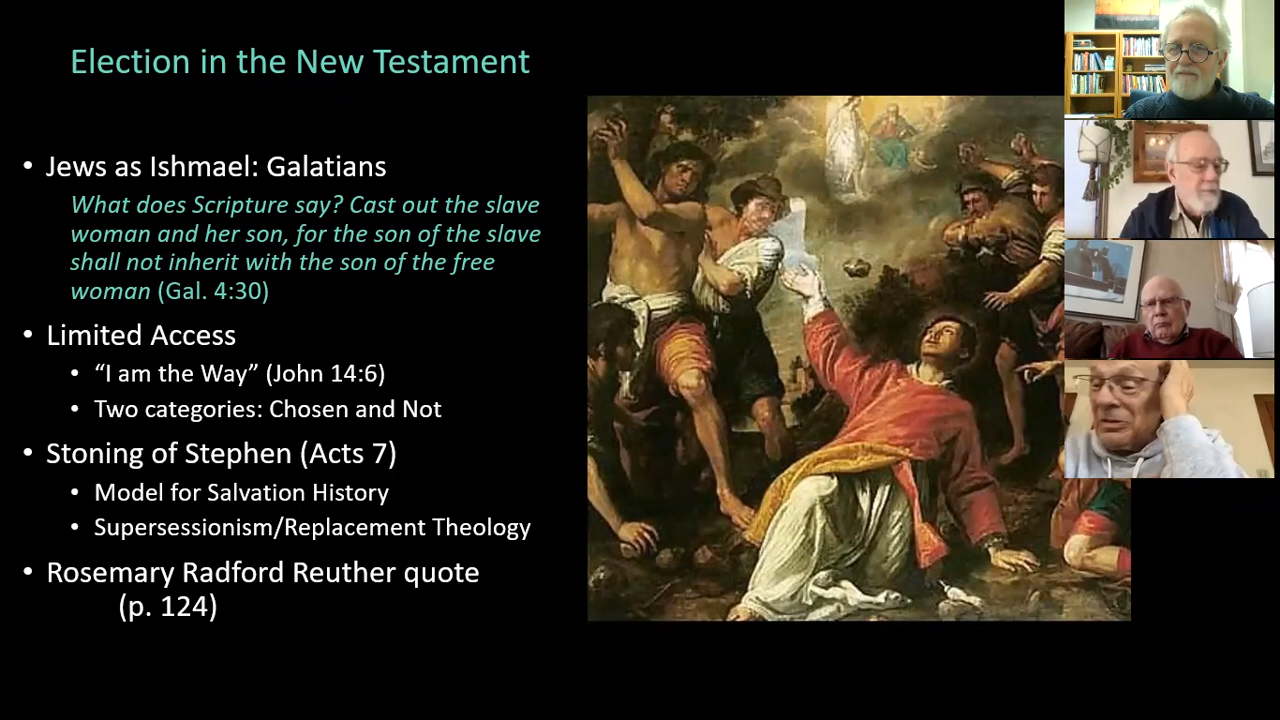 Election in the New Testament
• Jews as Ishmael: Galatians
What does Scripture say? Cast out the slave
woman and her son, for the son of the slave
shall not inherit with the son of the free
woman (Gal. 4:30)
• Limited Access
• “I am the Way” (John 14:6)
• Two categories: Chosen and Not
• Stoning of Stephen (Acts 7)
• Model for Salvation History
• Supersessionism/Replacement Theology
• Rosemary Radford Reuther quote
(p. 124)